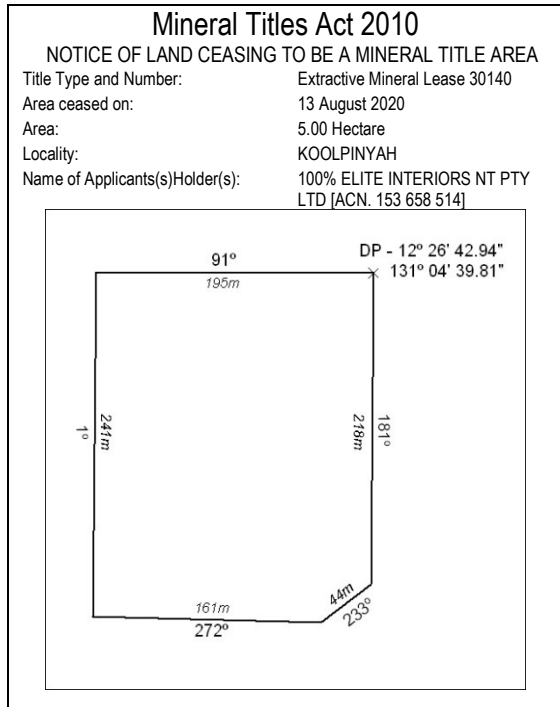 Mineral Titles Act 2010
NOTICE OF LAND CEASING TO BE A MINERAL TITLE AREA
Title Type and Number: Extractive Mineral Lease 30140
Area ceased on: 13 August 2020
Area: 5.00 Hectare
Locality: KOOLPINYAH
Name of Applicants(s)Holder(s): 100% ELITE INTERIORS NT PTY
LTD [ACN. 153 658 514]
DP - 12º 26' 42.94"
131º 04' 39.81"
91º
195m
1º
241m
218m
181º
44m
233º
161m
272º